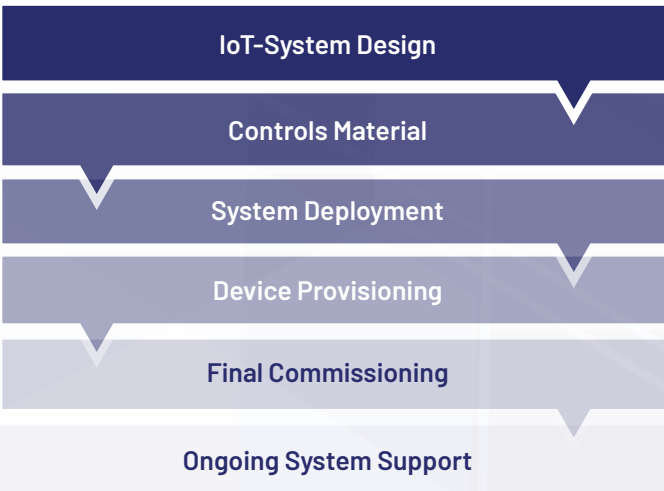 IoT-System Design
Controls Material
System Deployment
Device Provisioning
Final Commissioning
Ongoing System Support